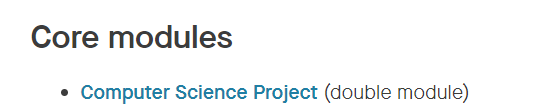 Core modules
• Computer Science Project (double module)